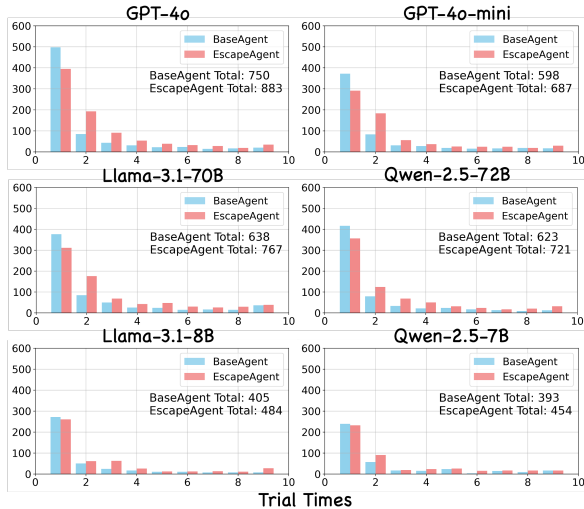 GPT-4o
GPT-4o-mini
600
500
400
300
200
100
0
BaseAgent
EscapeAgent
BaseAgent Total: 750
EscapeAgent Total: 883
0 2 4 6 8 10
600
500
400
300
200
100
0
BaseAgent
EscapeAgent
BaseAgent Total: 598
EscapeAgent Total: 687
0 2 4 6 8 10
Llama-3.1-70B
Qwen-2.5-72B
600
500
400
300
200
100
0
BaseAgent
EscapeAgent
BaseAgent Total: 638
EscapeAgent Total: 767
0 2 4 6 8 10
600
500
400
300
200
100
0
BaseAgent
EscapeAgent
BaseAgent Total: 623
EscapeAgent Total: 721
0 2 4 6 8 10
Llama-3.1-8B
Qwen-2.5-7B
600
500
400
300
200
100
0
BaseAgent
EscapeAgent
BaseAgent Total: 405
EscapeAgent Total: 484
0 2 4 6 8 10
600
500
400
300
200
100
0
BaseAgent
EscapeAgent
BaseAgent Total: 393
EscapeAgent Total: 454
0 2 4 6 8 10
Trial Times